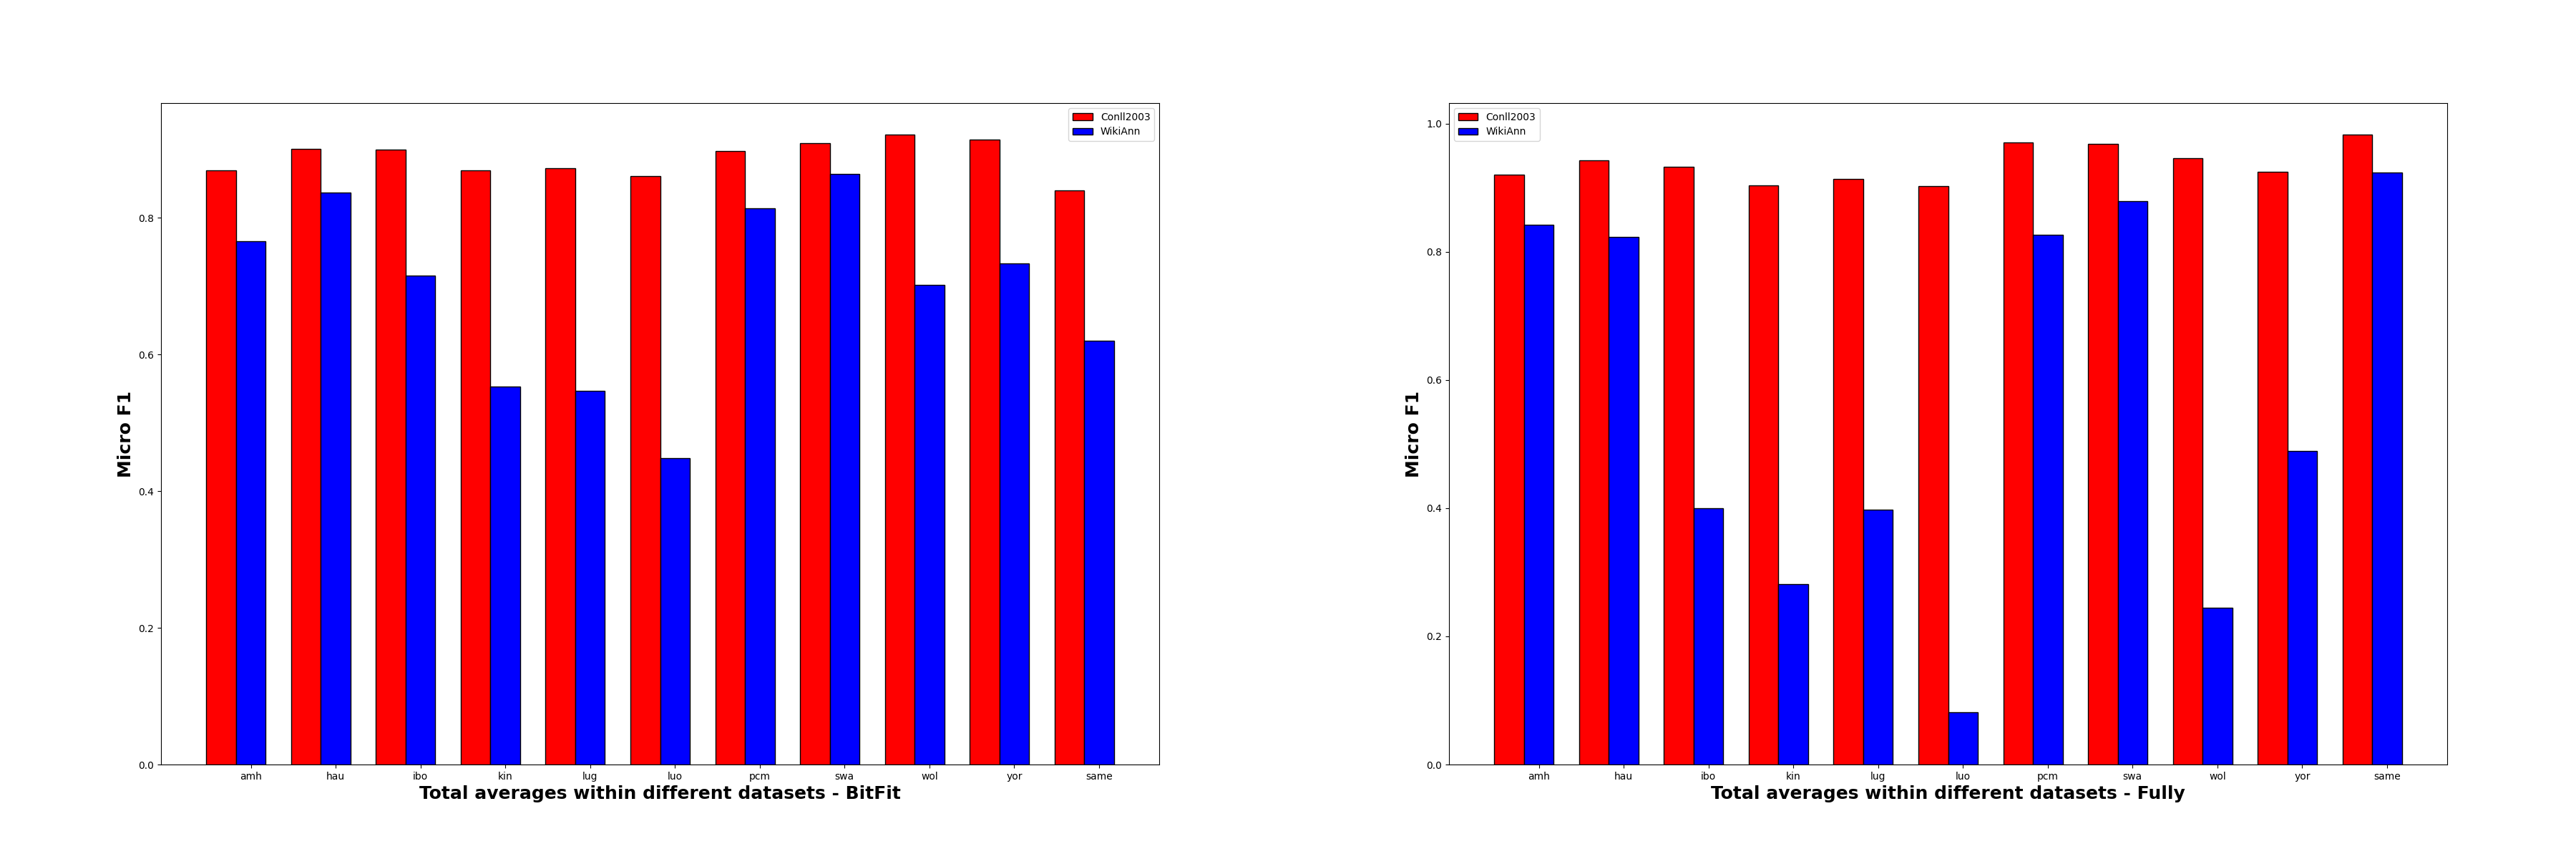 Conll2003
WikiAnn
Micro F1
0.8
0.6
0.4
0.2
0.0
amh hau ibo kin lug luo pcm swa wol yor same
Total averages within different datasets - BitFit
Conll2003
WikiAnn
Micro F1
1.0
0.8
0.6
0.4
0.2
0.0
amh hau ibo kin lug luo pcm swa wol yor same
Total averages within different datasets - Fully